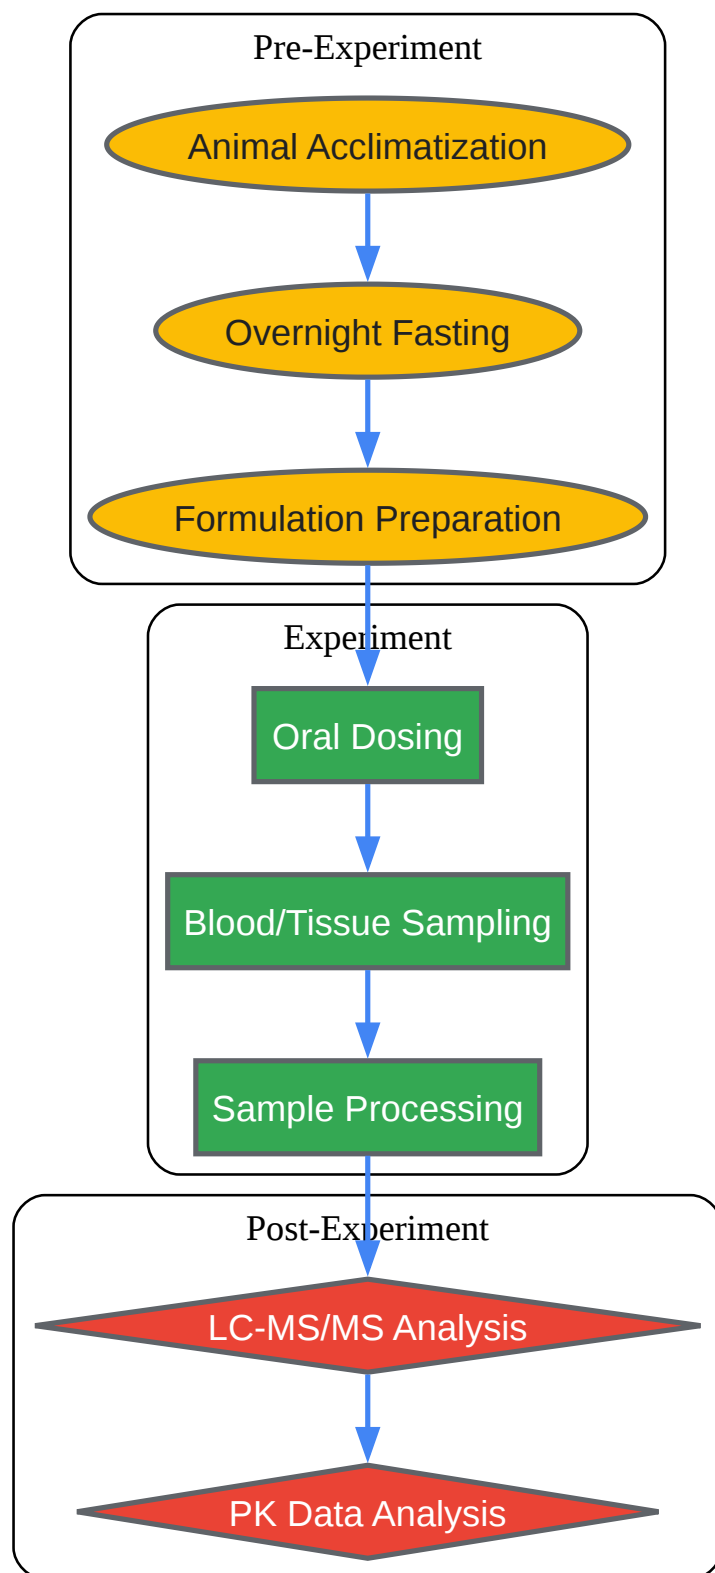 Pre-Experiment
Animal Acclimatization
Overnight Fasting
Formulation Preparation
Experiment
Oral Dosing
Blood/Tissue Sampling
Sample Processing
Post-Experiment
LC-MS/MS Analysis
PK Data Analysis